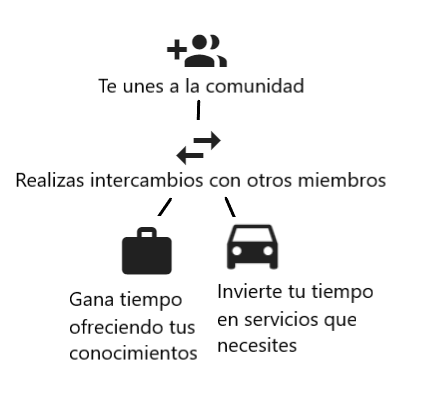 Te unes a la comunidad
Realizas intercambios con otros miembros
Gana tiempo
ofreciendo tus
conocimientos
Invierte tu tiempo
en servicios que
necesites